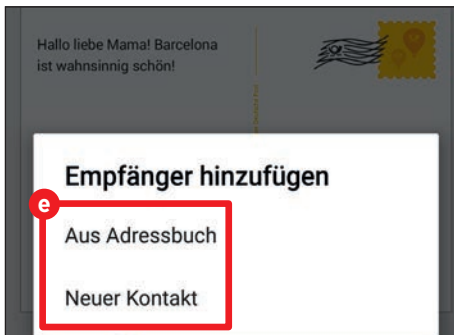 Hallo liebe Mama! Barcelona
ist wahnsinnig schön!
Empfänger hinzufügen
e
Aus Adressbuch
Neuer Kontakt